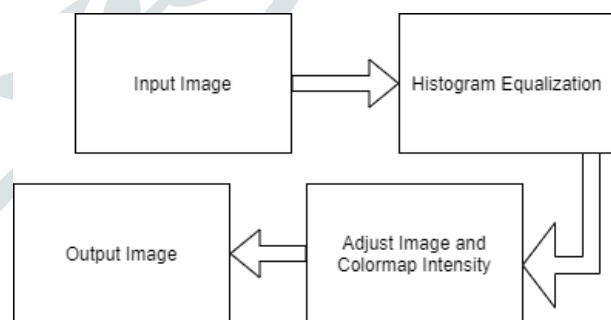 Input Image
Histogram Equalization
Adjust Image and
Colormap Intensity
Output Image